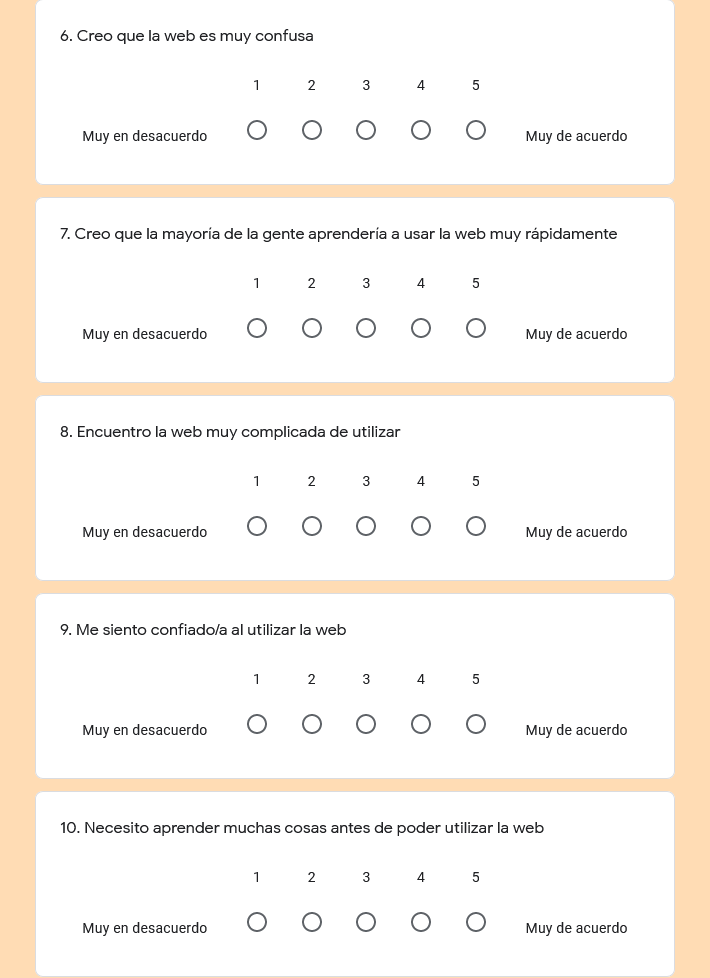 6. Creo que la web es muy confusa
1 2 3 4 5
Muy en desacuerdo Muy de acuerdo
7. Creo que la mayoría de la gente aprendería a usar la web muy rápidamente
1 2 3 4 5
Muy en desacuerdo Muy de acuerdo
8. Encuentro la web muy complicada de utilizar
1 2 3 4 5
Muy en desacuerdo Muy de acuerdo
9. Me siento confiado/a al utilizar la web
1 2 3 4 5
Muy en desacuerdo Muy de acuerdo
10. Necesito aprender muchas cosas antes de poder utilizar la web
1 2 3 4 5
Muy en desacuerdo Muy de acuerdo